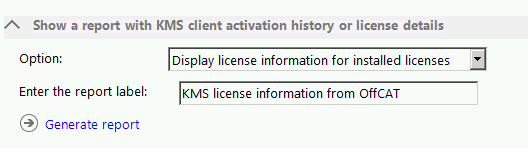 Show a report with KMS client activation history or license details
Option: Display license information for installed licenses
Enter the report label: KMS license information from OffCAT
Generate report